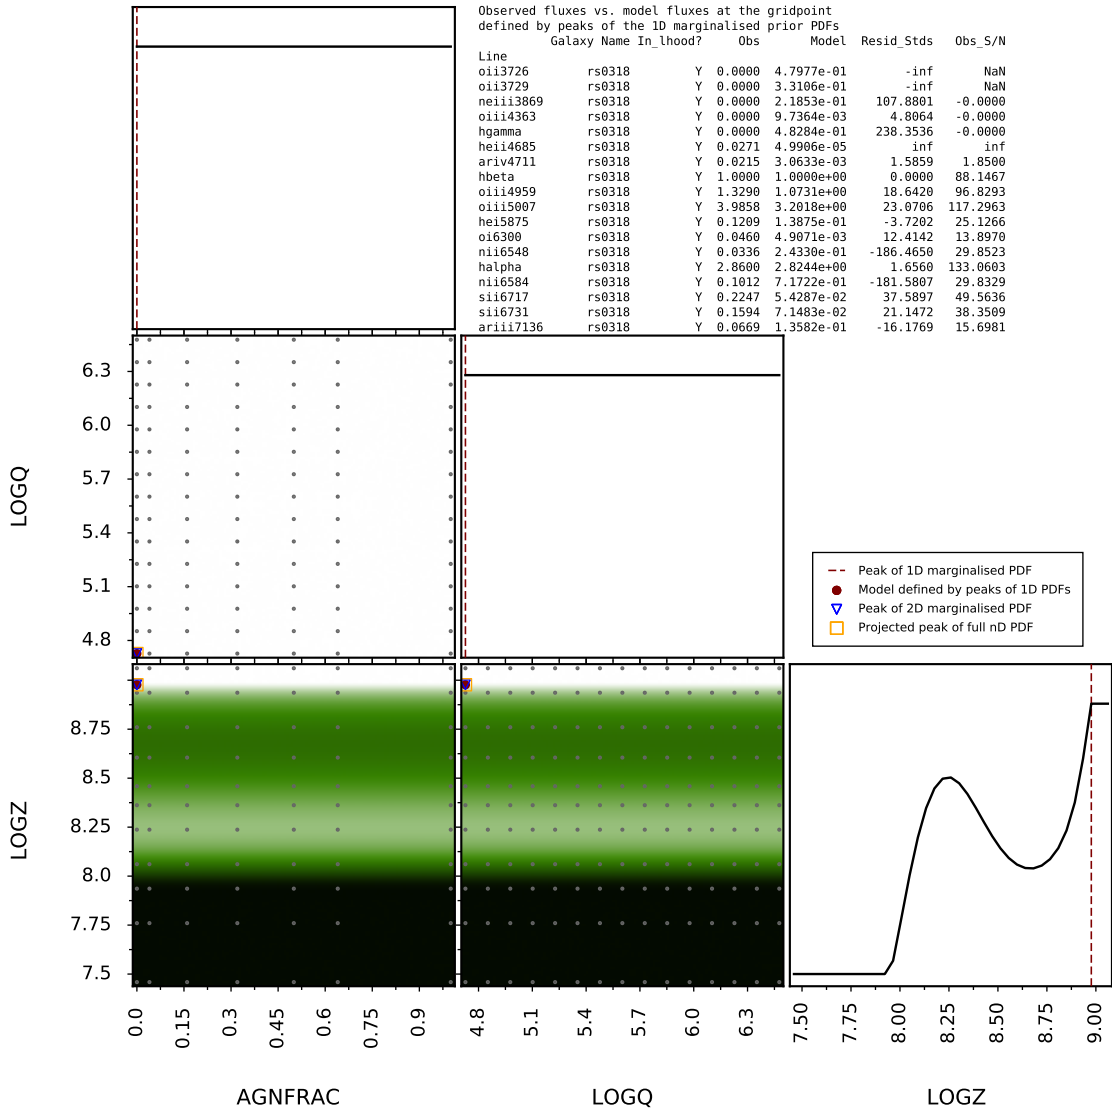 Observed fluxes vs. model fluxes at the gridpoint
defined by peaks of the 1D marginalised prior PDFs
Galaxy Name In_lhood? Obs Model Resid_Stds Obs_S/N
Line
oii3726 rs0318 Y 0.0000 4.7977e-01 -inf NaN
oii3729 rs0318 Y 0.0000 3.3106e-01 -inf NaN
neiii3869 rs0318 Y 0.0000 2.1853e-01 107.8801 -0.0000
oiii4363 rs0318 Y 0.0000 9.7364e-03 4.8064 -0.0000
hgamma rs0318 Y 0.0000 4.8284e-01 238.3536 -0.0000
heii4685 rs0318 Y 0.0271 4.9906e-05 inf inf
ariv4711 rs0318 Y 0.0215 3.0633e-03 1.5859 1.8500
hbeta rs0318 Y 1.0000 1.0000e+00 0.0000 88.1467
oiii4959 rs0318 Y 1.3290 1.0731e+00 18.6420 96.8293
oiii5007 rs0318 Y 3.9858 3.2018e+00 23.0706 117.2963
hei5875 rs0318 Y 0.1209 1.3875e-01 -3.7202 25.1266
oi6300 rs0318 Y 0.0460 4.9071e-03 12.4142 13.8970
nii6548 rs0318 Y 0.0336 2.4330e-01 -186.4650 29.8523
halpha rs0318 Y 2.8600 2.8244e+00 1.6560 133.0603
nii6584 rs0318 Y 0.1012 7.1722e-01 -181.5807 29.8329
sii6717 rs0318 Y 0.2247 5.4287e-02 37.5897 49.5636
sii6731 rs0318 Y 0.1594 7.1483e-02 21.1472 38.3509
ariii7136 rs0318 Y 0.0669 1.3582e-01 -16.1769 15.6981
LOGQ
6.3
6.0
5.7
5.4
5.1
4.8
Peak of 1D marginalised PDF
Model defined by peaks of 1D PDFs
Peak of 2D marginalised PDF
Projected peak of full nD PDF
LOGZ
8.75
8.5
8.25
8.0
7.75
7.5
0.0 0.15 0.3 0.45 0.6 0.75 0.9
4.8 5.1 5.4 5.7 6.0 6.3
7.50 7.75 8.00 8.25 8.50 8.75 9.00
AGNFRAC LOGQ LOGZ